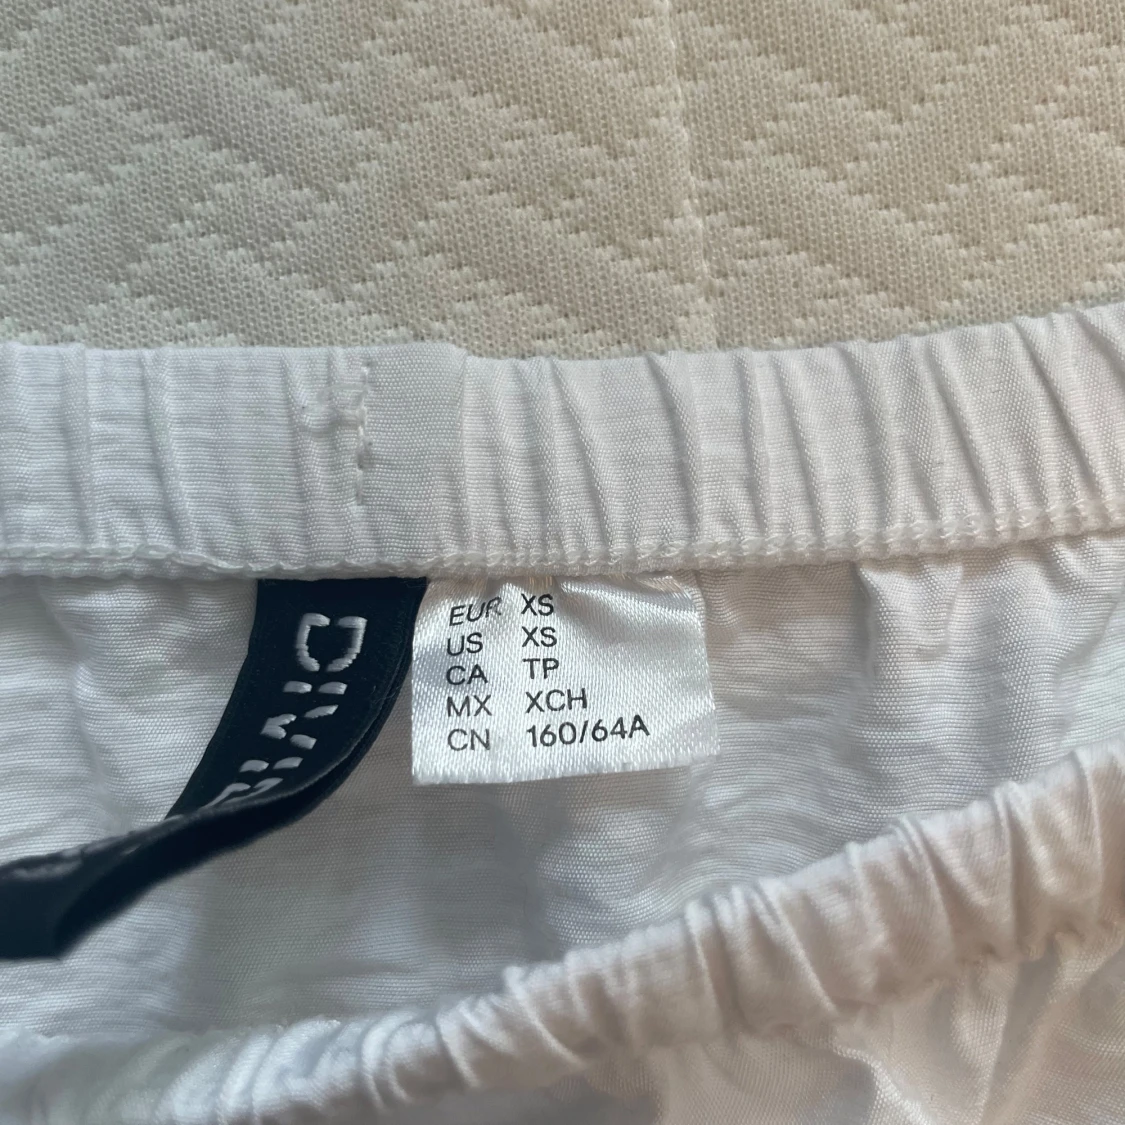 EUR XS
US XS
CA TP
MX XCH
CN 160/64A